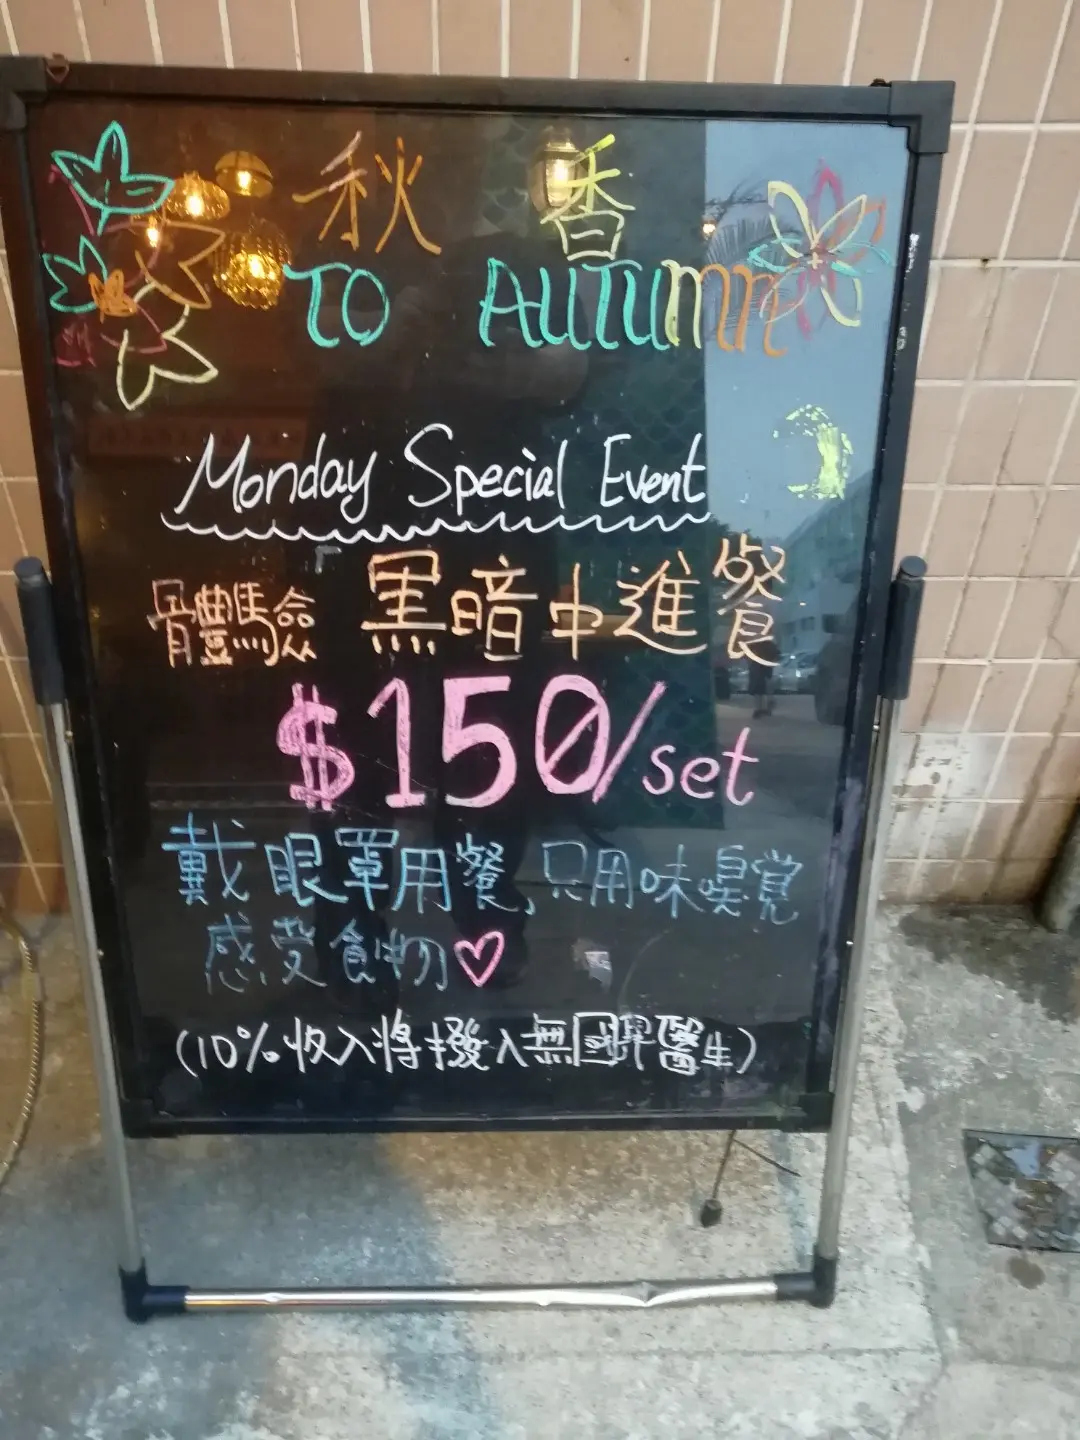 秋 香
TO AUTUMN
Monday Special Event
體驗 黑暗中進餐
$150/set
戴眼罩用餐,只用味嗅覺
感受食物♡
(10%收入將撥入無國界醫生)